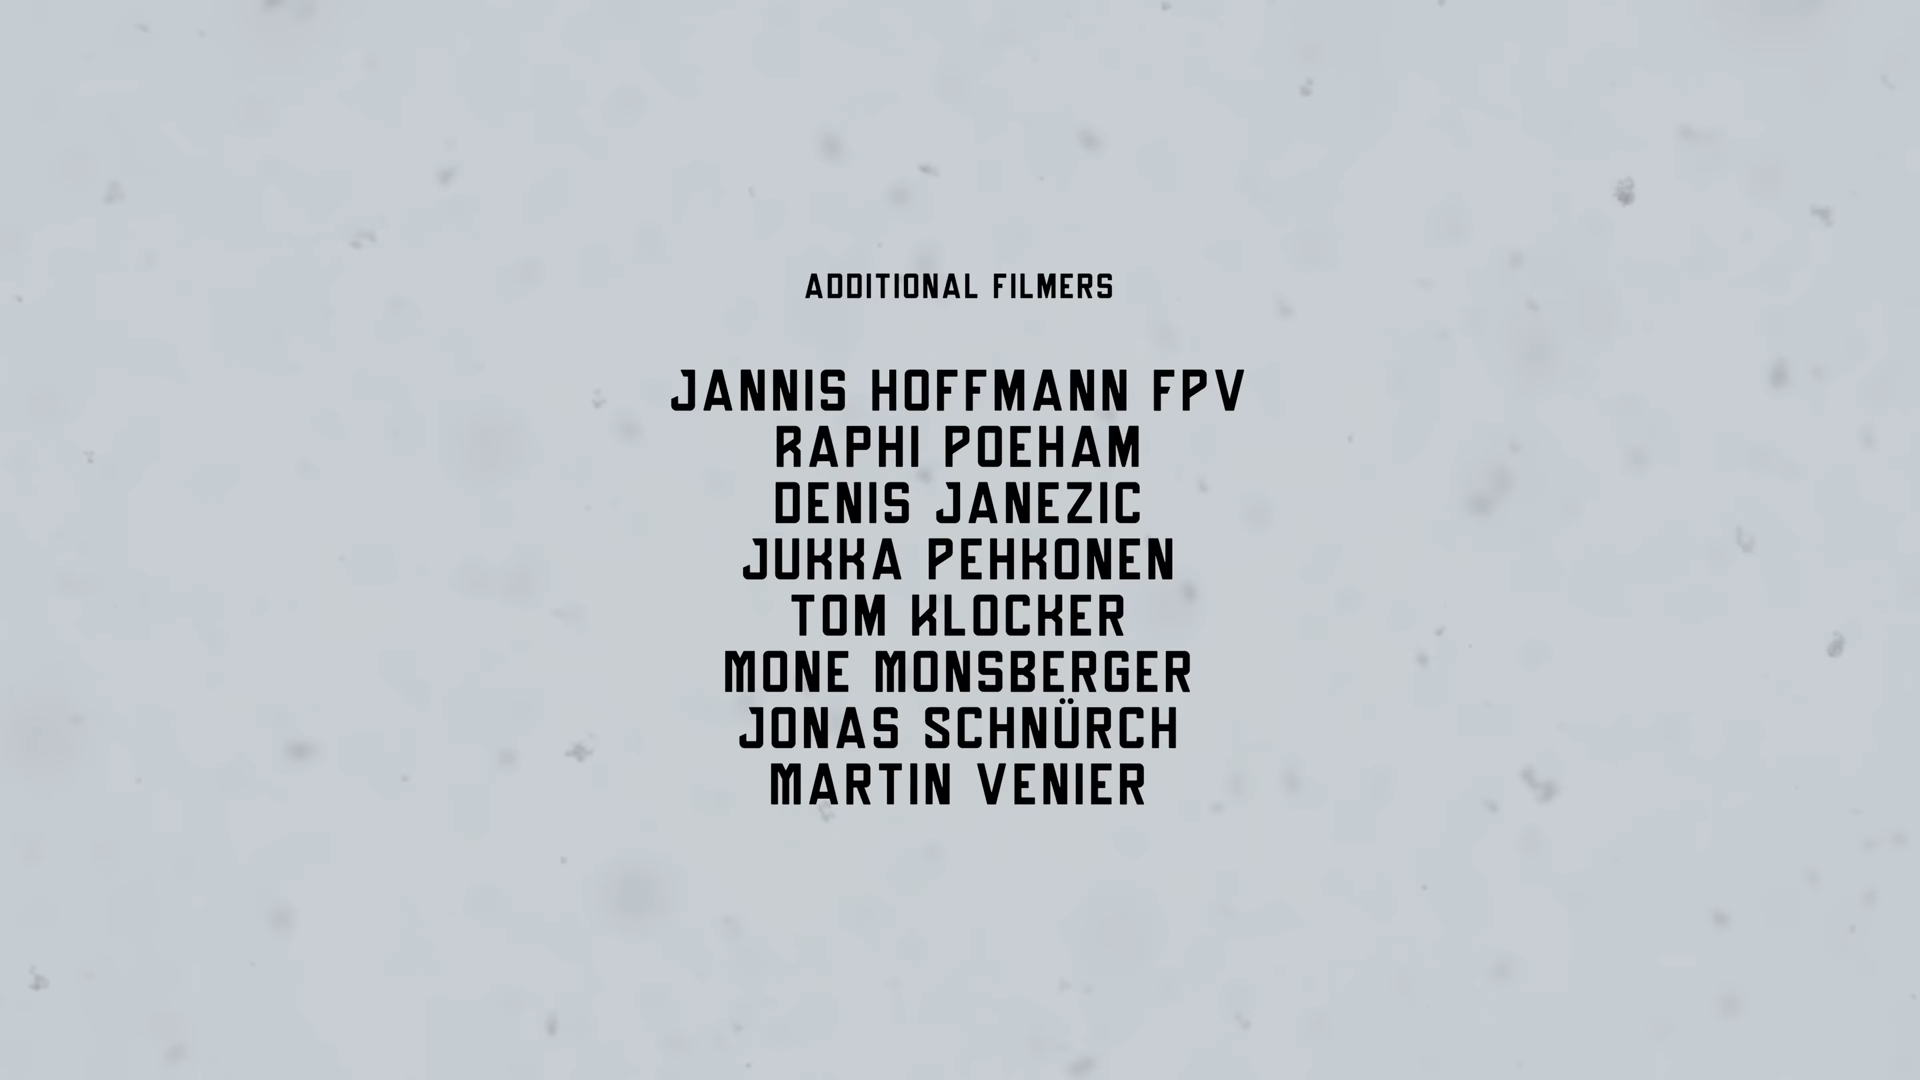 ADDITIONAL FILMERS
JANNIS HOFFMANN FPV
RAPHI POEHAM
DENIS JANEZIC
JUKKA PEHKONEN
TOM KLOCKER
MONE MONSBERGER
JONAS SCHNÜRCH
MARTIN VENIER